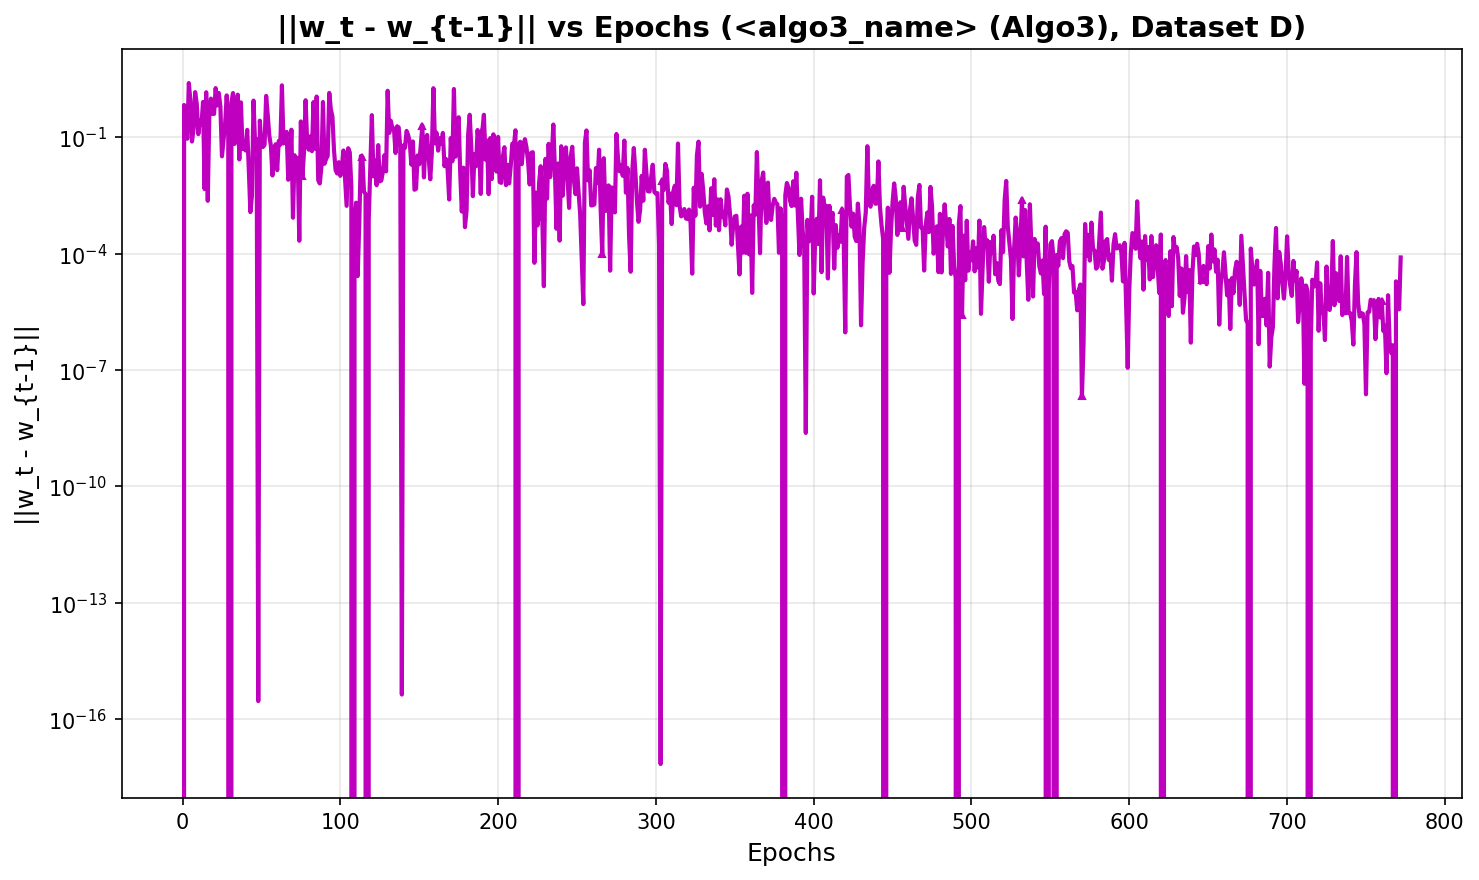 ||w_t - w_{t-1}|| vs Epochs (<algo3_name> (Algo3), Dataset D)
||w_t - w_{t-1}||
10⁻¹
10⁻⁴
10⁻⁷
10⁻¹⁰
10⁻¹³
10⁻¹⁶
0 100 200 300 400 500 600 700 800
Epochs